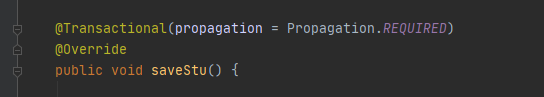 @Transactional(propagation = Propagation.REQUIRED)
@Override
public void saveStu() {